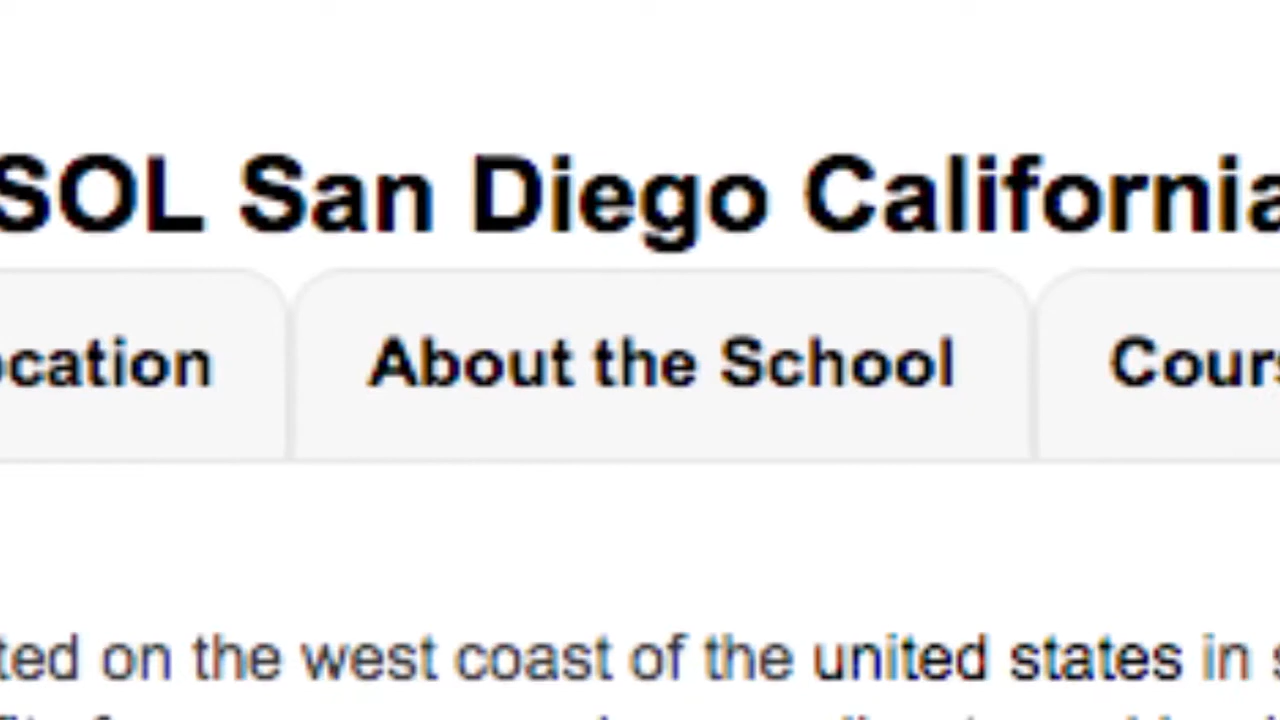 SOL San Diego California
ocation About the School Cours
ted on the west coast of the united states in s